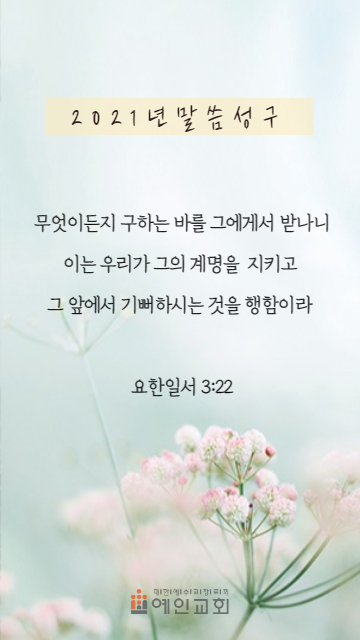 2021년말씀성구
무엇이든지 구하는 바를 그에게서 받나니
이는 우리가 그의 계명을 지키고
그 앞에서 기뻐하시는 것을 행함이라
요한일서 3:22
예인교회